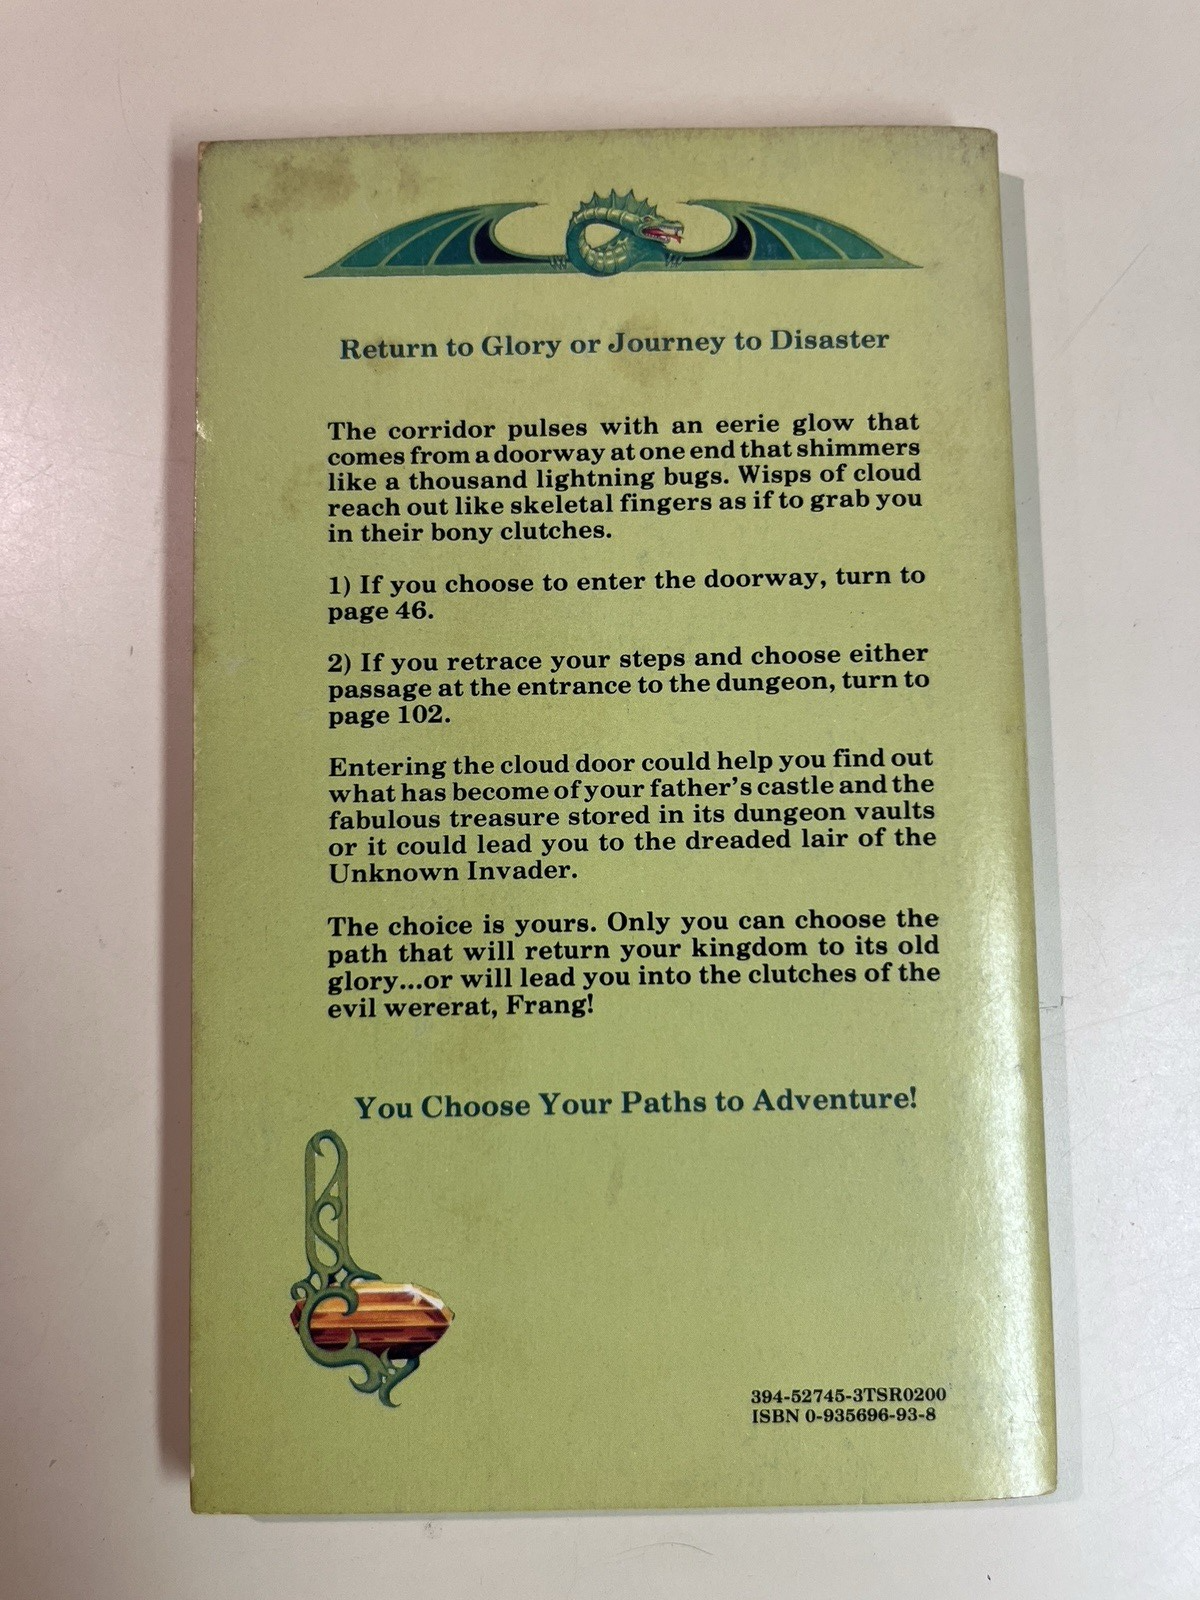 Return to Glory or Journey to Disaster
The corridor pulses with an eerie glow that
comes from a doorway at one end that shimmers
like a thousand lightning bugs. Wisps of cloud
reach out like skeletal fingers as if to grab you
in their bony clutches.
1) If you choose to enter the doorway, turn to
page 46.
2) If you retrace your steps and choose either
passage at the entrance to the dungeon, turn to
page 102.
Entering the cloud door could help you find out
what has become of your father's castle and the
fabulous treasure stored in its dungeon vaults
or it could lead you to the dreaded lair of the
Unknown Invader.
The choice is yours. Only you can choose the
path that will return your kingdom to its old
glory...or will lead you into the clutches of the
evil wererat, Frang!
You Choose Your Paths to Adventure!
394-52745-3TSR0200
ISBN 0-935696-93-8